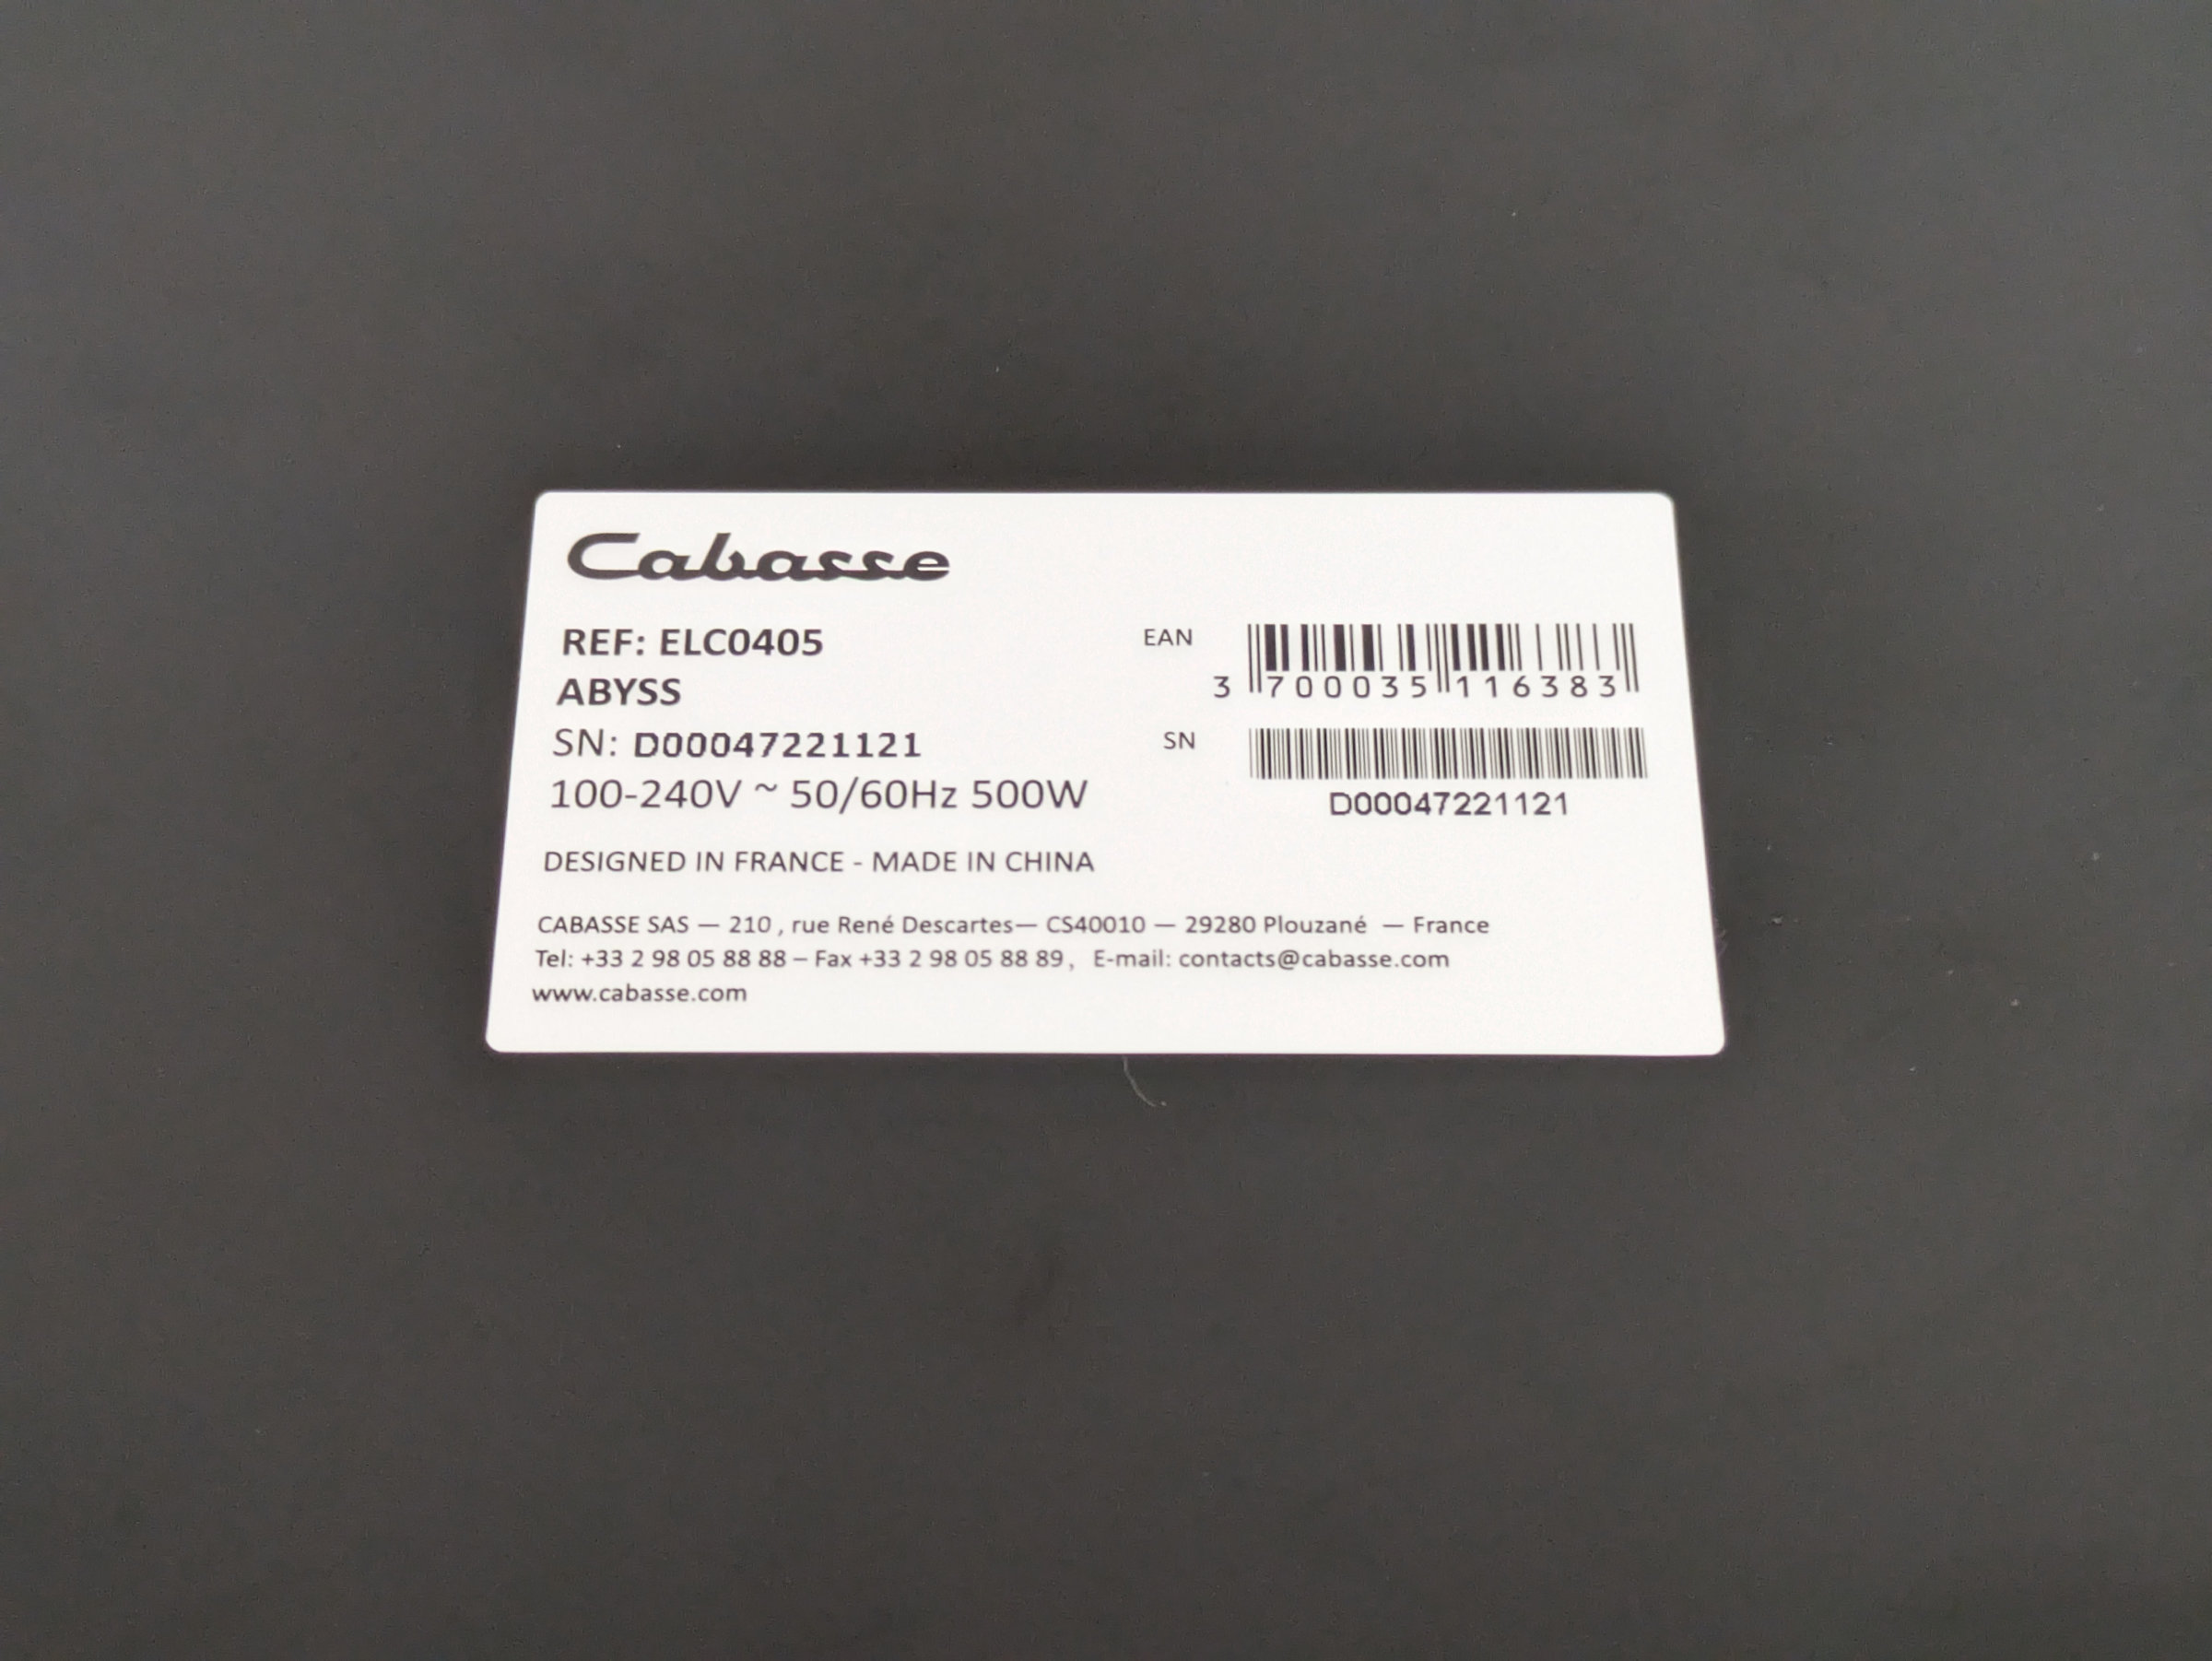 Cabasse
REF: ELC0405
ABYSS
SN: D00047221121
100-240V ~ 50/60Hz 500W
EAN
3 700035 116383
SN
D00047221121
DESIGNED IN FRANCE - MADE IN CHINA
CABASSE SAS — 210 , rue René Descartes— CS40010 — 29280 Plouzané — France
Tel: +33 2 98 05 88 88 – Fax +33 2 98 05 88 89 , E-mail: contacts@cabasse.com
www.cabasse.com